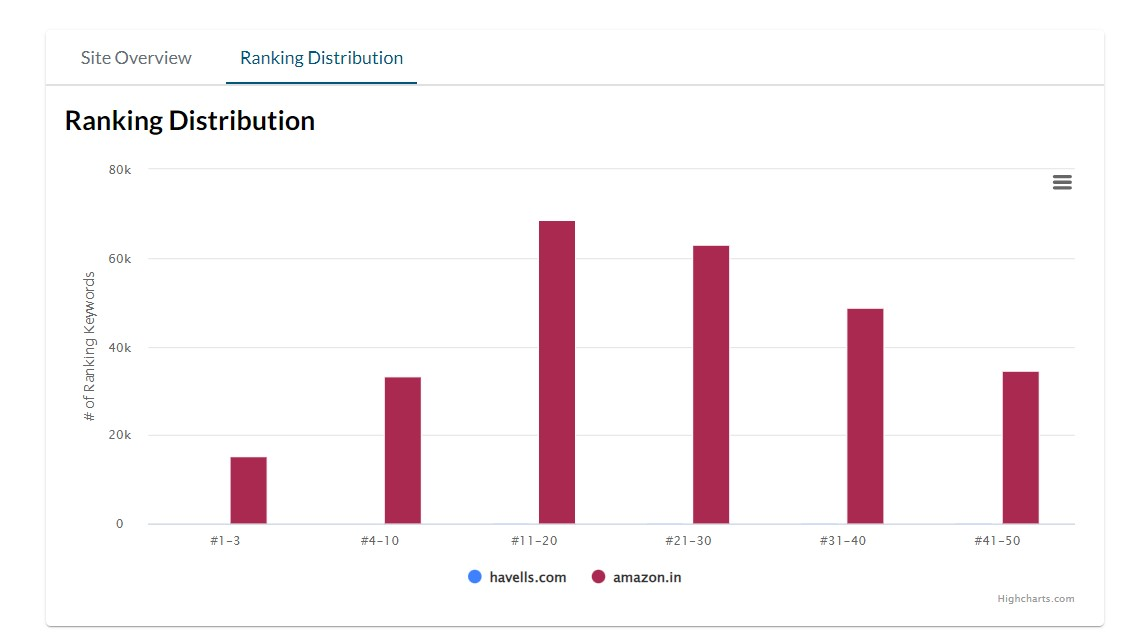 Site Overview
Ranking Distribution
Ranking Distribution
80k
60k
40k
20k
0
# of Ranking Keywords
#1–3
#4–10
#11–20
#21–30
#31–40
#41–50
havells.com
amazon.in
Highcharts.com